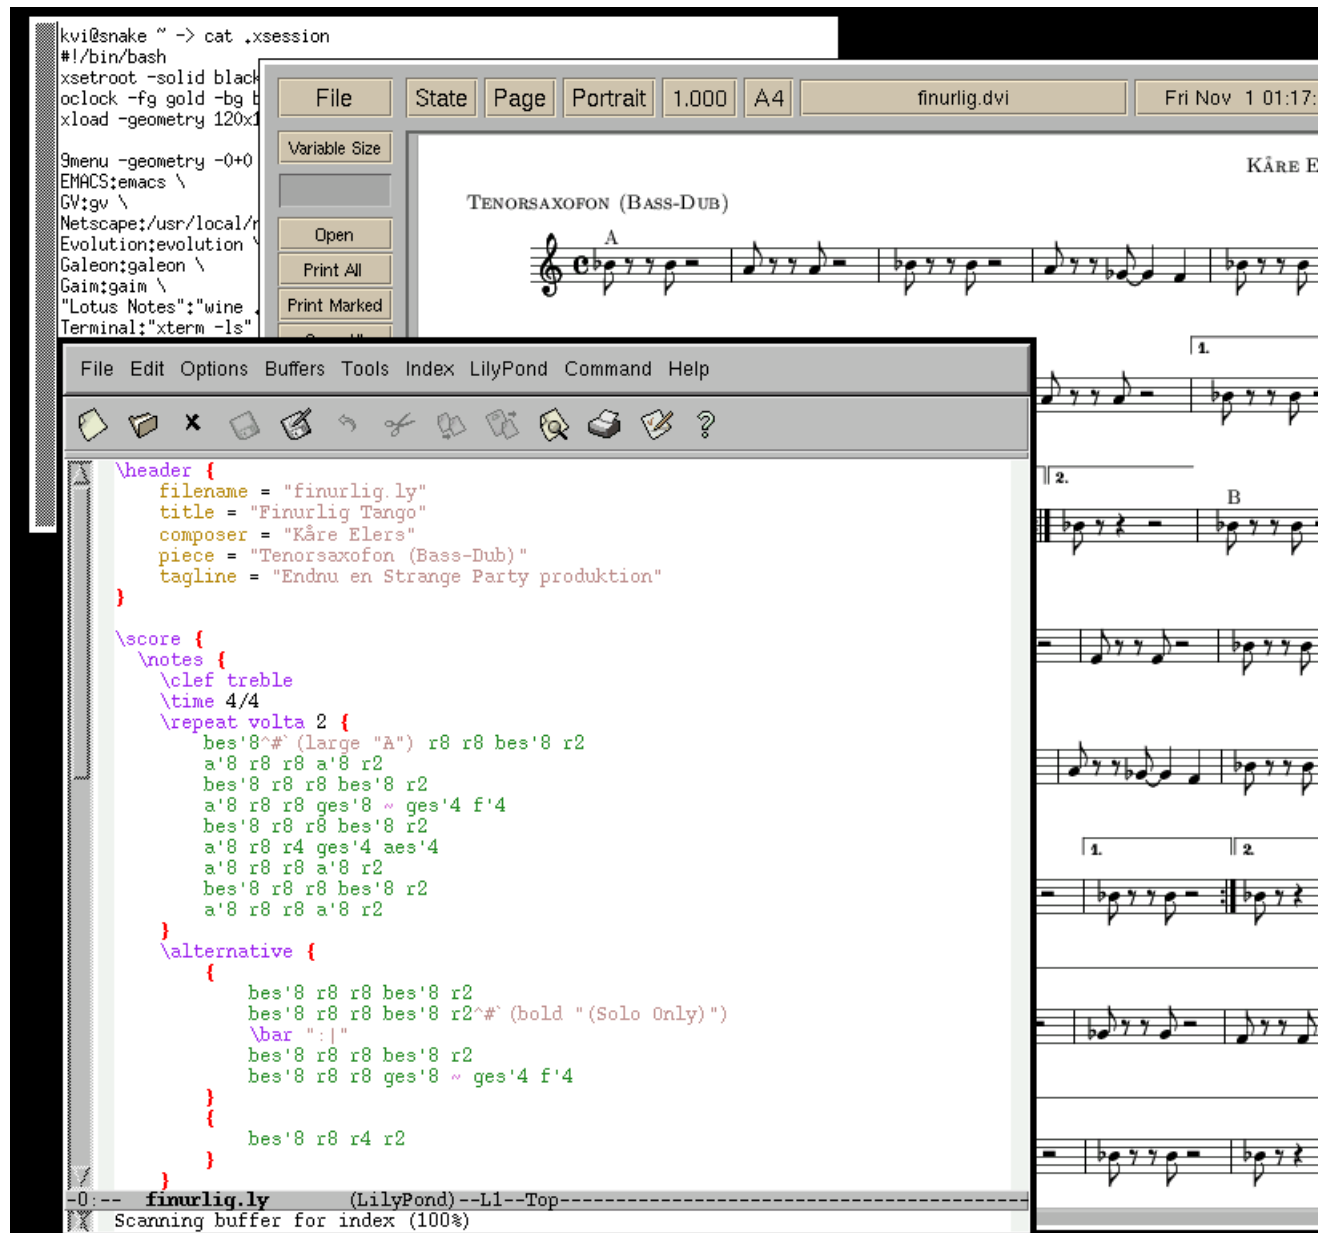 kvi@snake ~ -> cat .xsession
#!/bin/bash
xsetroot -solid black
oclock -fg gold -bg
xload -geometry
9menu -geometry -0+0
EMACS:emacs \
GV:gv \
Netscape:/usr/local/
Evolution:evolution \
Galeon:galeon \
Gaim:gaim \
"Lotus Notes":"wine
Terminal:"xterm -ls"
File State Page Portrait 1.000 A4 finurlig.dvi Fri Nov 1 01:17:
Variable Size
Open
Print All
Print Marked
KÅRE
TENORSAXOFON (BASS-DUB)
A
1.
2.
B
1. 2.
File Edit Options Buffers Tools Index LilyPond Command Help
\header {
filename = "finurlig.ly"
title = "Finurlig Tango"
composer = "Kåre Elers"
piece = "Tenorsaxofon (Bass-Dub)"
tagline = "Endnu en Strange Party produktion"
}
\score {
\notes {
\clef treble
\time 4/4
\repeat volta 2 {
bes'8^#`(large "A") r8 r8 bes'8 r2
a'8 r8 r8 a'8 r2
bes'8 r8 r8 bes'8 r2
a'8 r8 r8 ges'8 ~ ges'4 f'4
bes'8 r8 r8 bes'8 r2
a'8 r8 r4 ges'4 aes'4
a'8 r8 r8 a'8 r2
bes'8 r8 r8 bes'8 r2
a'8 r8 r8 a'8 r2
}
\alternative {
{
bes'8 r8 r8 bes'8 r2
bes'8 r8 r8 bes'8 r2^#`(bold "(Solo Only)")
\bar ":|"
bes'8 r8 r8 bes'8 r2
bes'8 r8 r8 ges'8 ~ ges'4 f'4
}
{
bes'8 r8 r4 r2
}
}
-0:-- finurlig.ly (LilyPond)--L1--Top----------------------------------------
Scanning buffer for index (100%)